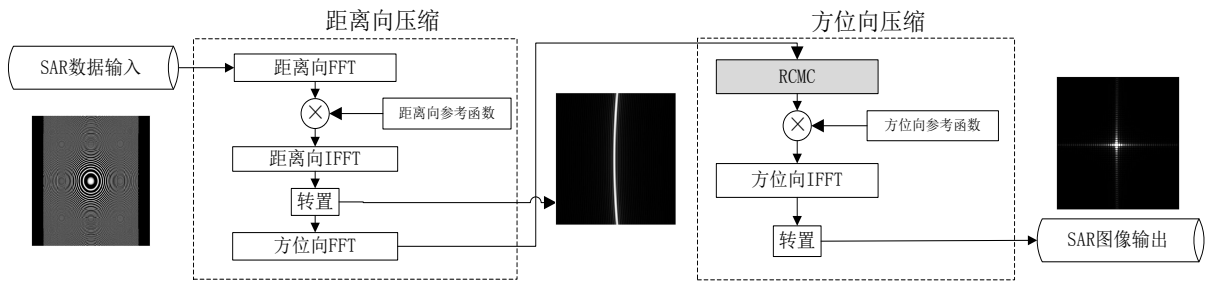 距离向压缩
方位向压缩
SAR数据输入
距离向FFT
距离向参考函数
距离向IFFT
转置
方位向FFT
RCMC
方位向参考函数
方位向IFFT
转置
SAR图像输出